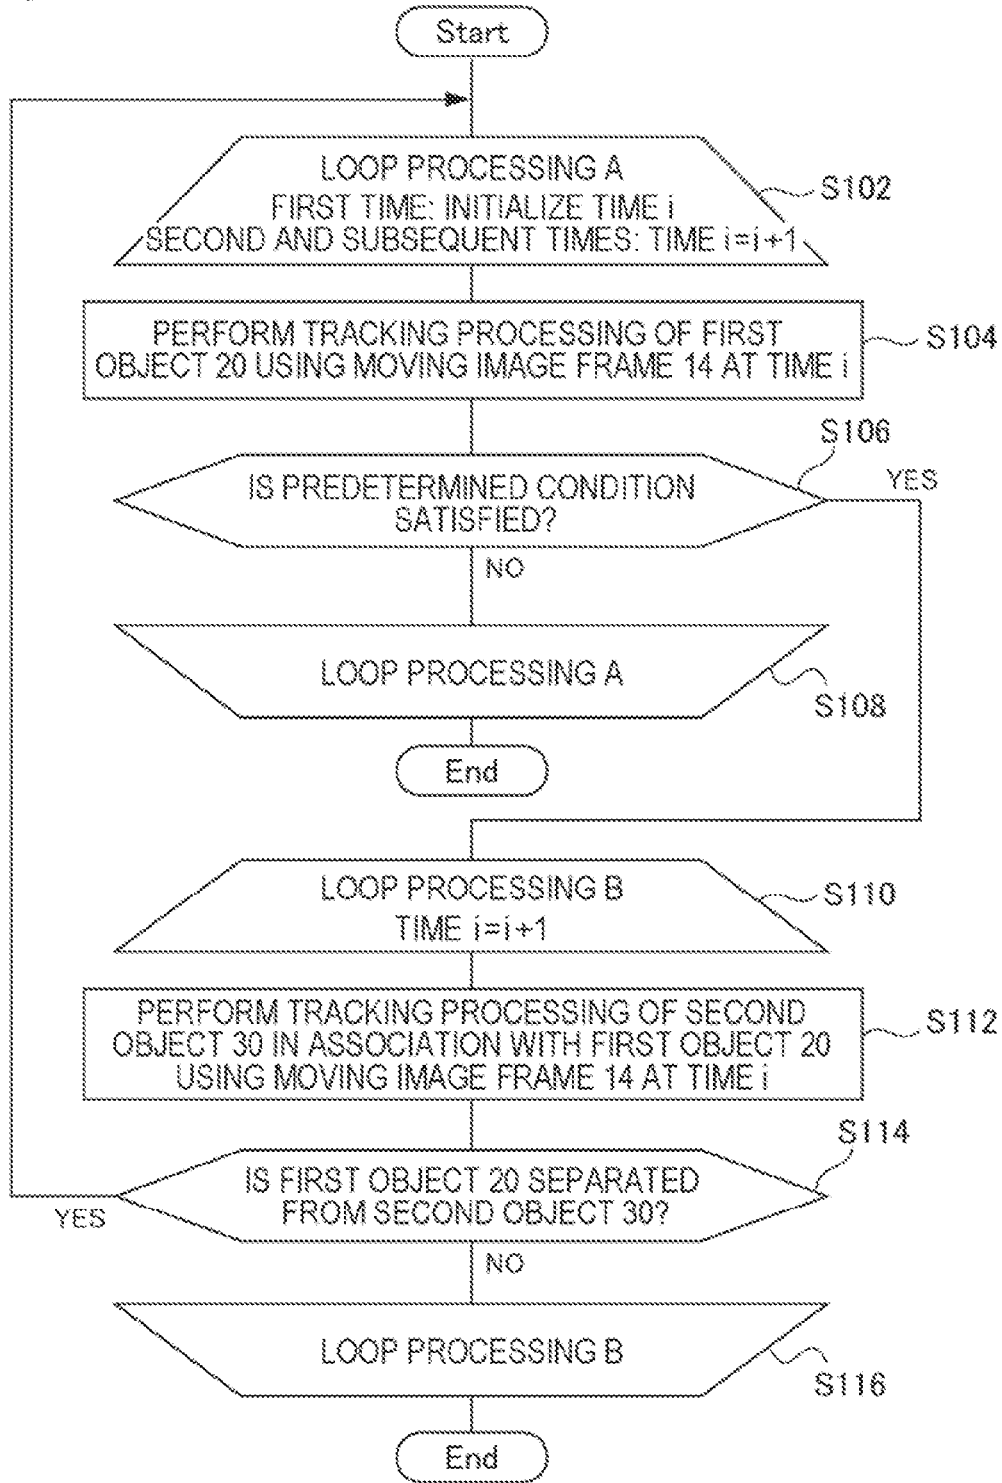 Start
LOOP PROCESSING A
FIRST TIME: INITIALIZE TIME i
SECOND AND SUBSEQUENT TIMES: TIME i=i+1
S102
PERFORM TRACKING PROCESSING OF FIRST
OBJECT 20 USING MOVING IMAGE FRAME 14 AT TIME i
S104
S106
IS PREDETERMINED CONDITION
SATISFIED?
YES
NO
LOOP PROCESSING A
S108
End
LOOP PROCESSING B
TIME i=i+1
S110
PERFORM TRACKING PROCESSING OF SECOND
OBJECT 30 IN ASSOCIATION WITH FIRST OBJECT 20
USING MOVING IMAGE FRAME 14 AT TIME i
S112
S114
IS FIRST OBJECT 20 SEPARATED
FROM SECOND OBJECT 30?
YES
NO
LOOP PROCESSING B
S116
End